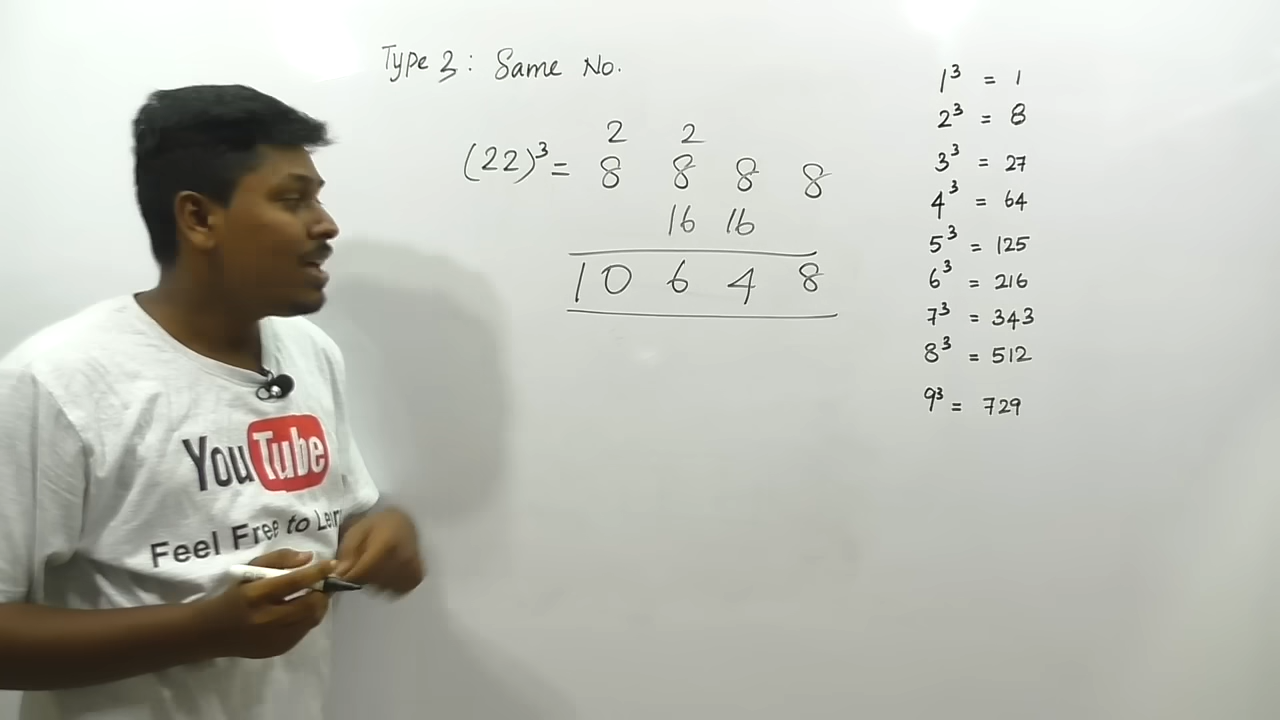 Type 3: Same No.
2 2
(22)³ = 8 8 8 8
16 16
10 6 4 8
1³ = 1
2³ = 8
3³ = 27
4³ = 64
5³ = 125
6³ = 216
7³ = 343
8³ = 512
9³ = 729
YouTube
Feel Free to Lear